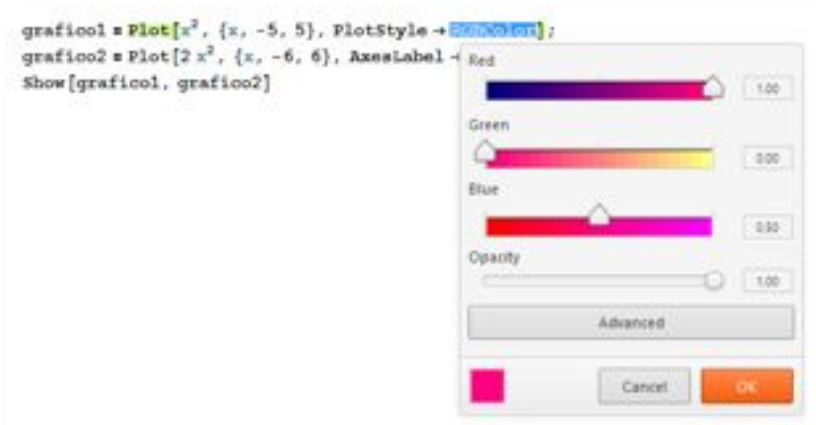 grafico1 = Plot[x², {x, -5, 5}, PlotStyle → RGBColor];
grafico2 = Plot[2 x², {x, -6, 6}, AxesLabel →
Show[grafico1, grafico2]
Red
1.00
Green
0.00
Blue
0.50
Opacity
1.00
Advanced
Cancel
OK